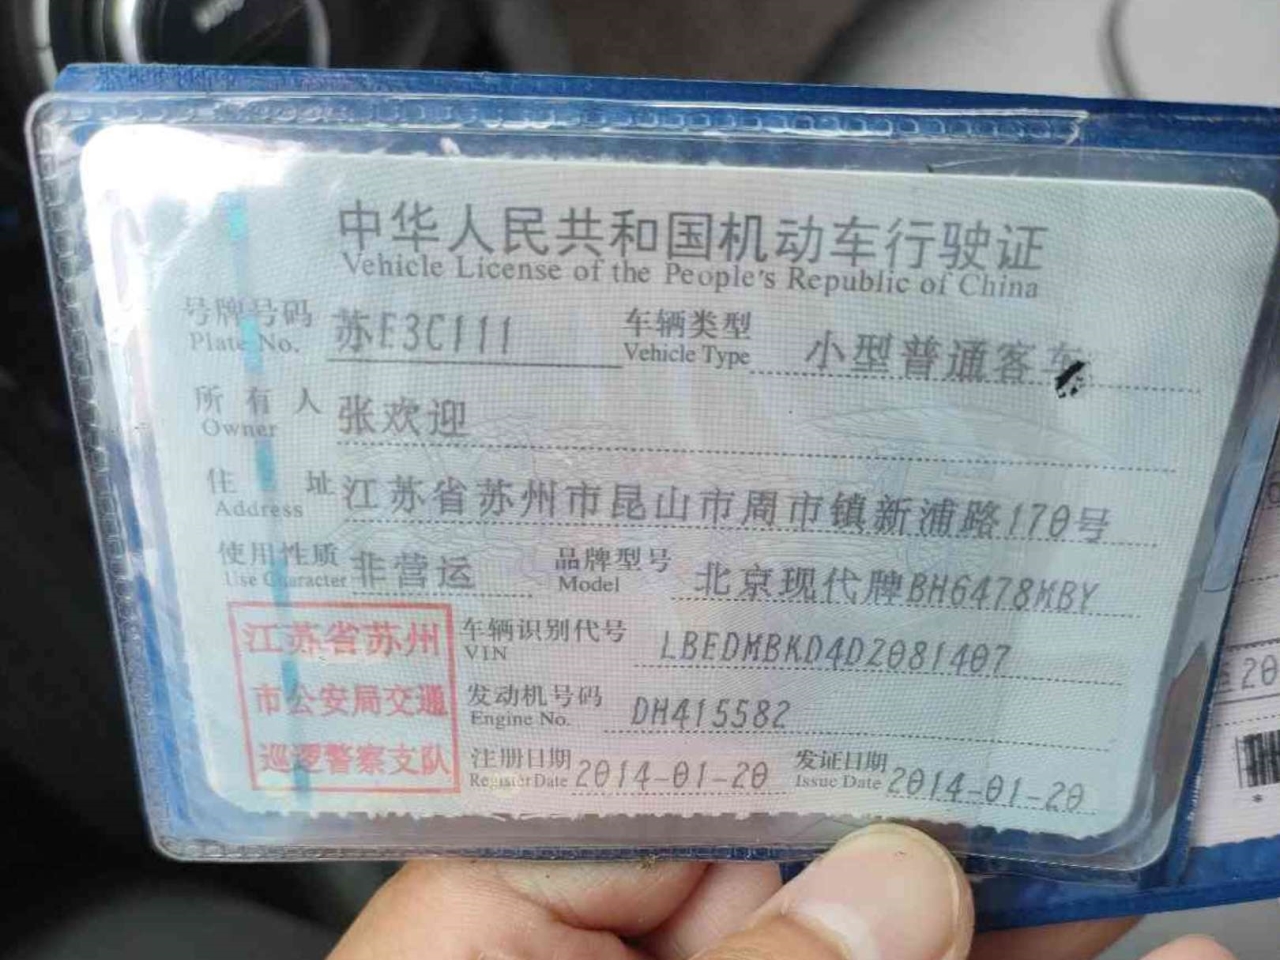 中华人民共和国机动车行驶证
Vehicle License of the People's Republic of China
号牌号码 苏E3C111 车辆类型 小型普通客车
Plate No. Vehicle Type
所有人 张欢迎
Owner
住址 江苏省苏州市昆山市周市镇新浦路170号
Address
使用性质 非营运 品牌型号 北京现代牌BH6478MBY
Use Character Model
江苏省苏州
市公安局交通
巡逻警察支队
车辆识别代号 LBEDMBKD4DZ081407
VIN
发动机号码 DH415582
Engine No.
注册日期 2014-01-20 发证日期 2014-01-20
Register Date Issue Date